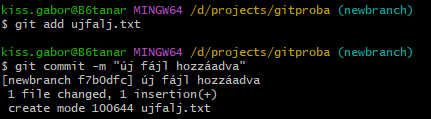 kiss.gabor@B6tanar MINGW64 /d/projects/gitproba (newbranch)
$ git add ujfalj.txt
kiss.gabor@B6tanar MINGW64 /d/projects/gitproba (newbranch)
$ git commit -m "új fájl hozzáadva"
[newbranch f7b0dfc] új fájl hozzáadva
1 file changed, 1 insertion(+)
create mode 100644 ujfalj.txt